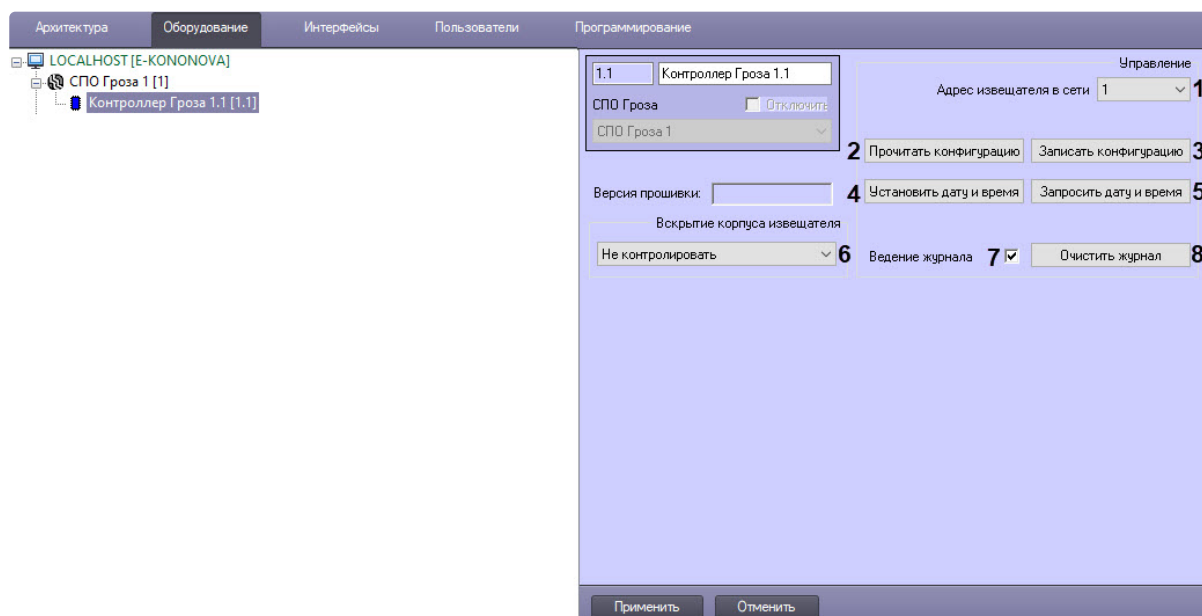 Архитектура Оборудование Интерфейсы Пользователи Программирование
LOCALHOST [E-KONONOVA]
СПО Гроза 1 [1]
Контроллер Гроза 1.1 [1.1]
1.1 Контроллер Гроза 1.1
СПО Гроза Отключить
СПО Гроза 1
Управление
Адрес извещателя в сети 1 1
2 Прочитать конфигурацию Записать конфигурацию 3
Версия прошивки: 4 Установить дату и время Запросить дату и время 5
Вскрытие корпуса извещателя
Не контролировать 6 Ведение журнала 7 Очистить журнал 8
Применить Отменить